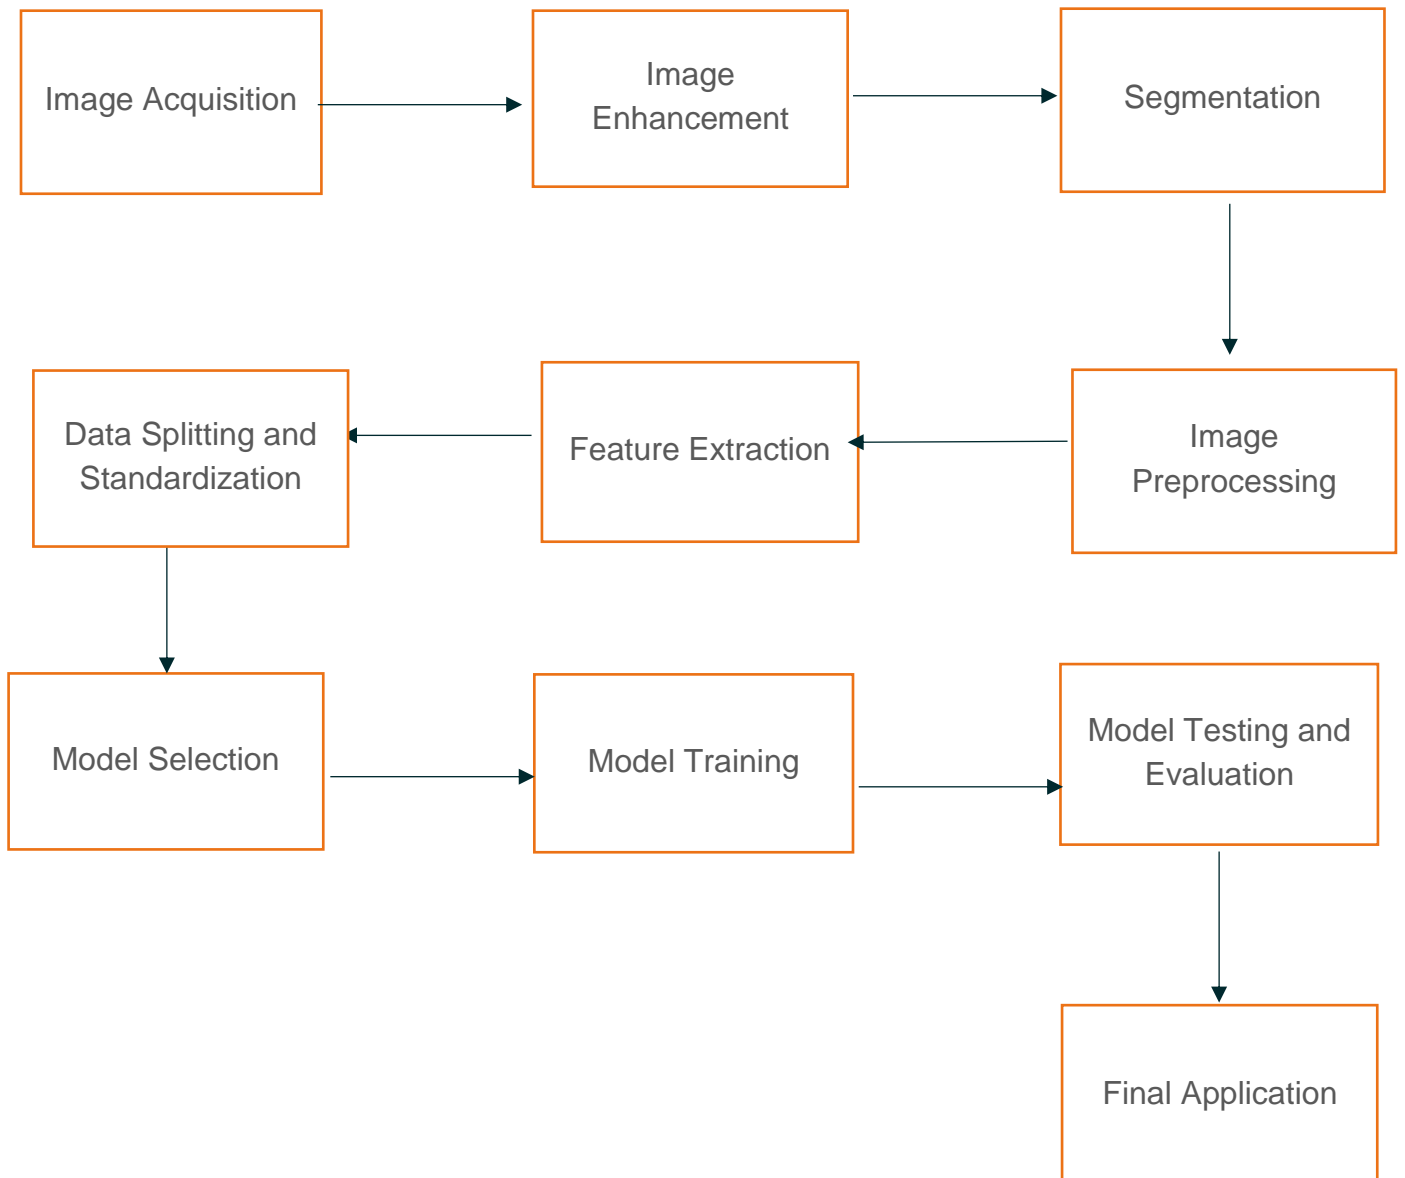 Image Acquisition
Image
Enhancement
Segmentation
Image
Preprocessing
Feature Extraction
Data Splitting and
Standardization
Model Selection
Model Training
Model Testing and
Evaluation
Final Application